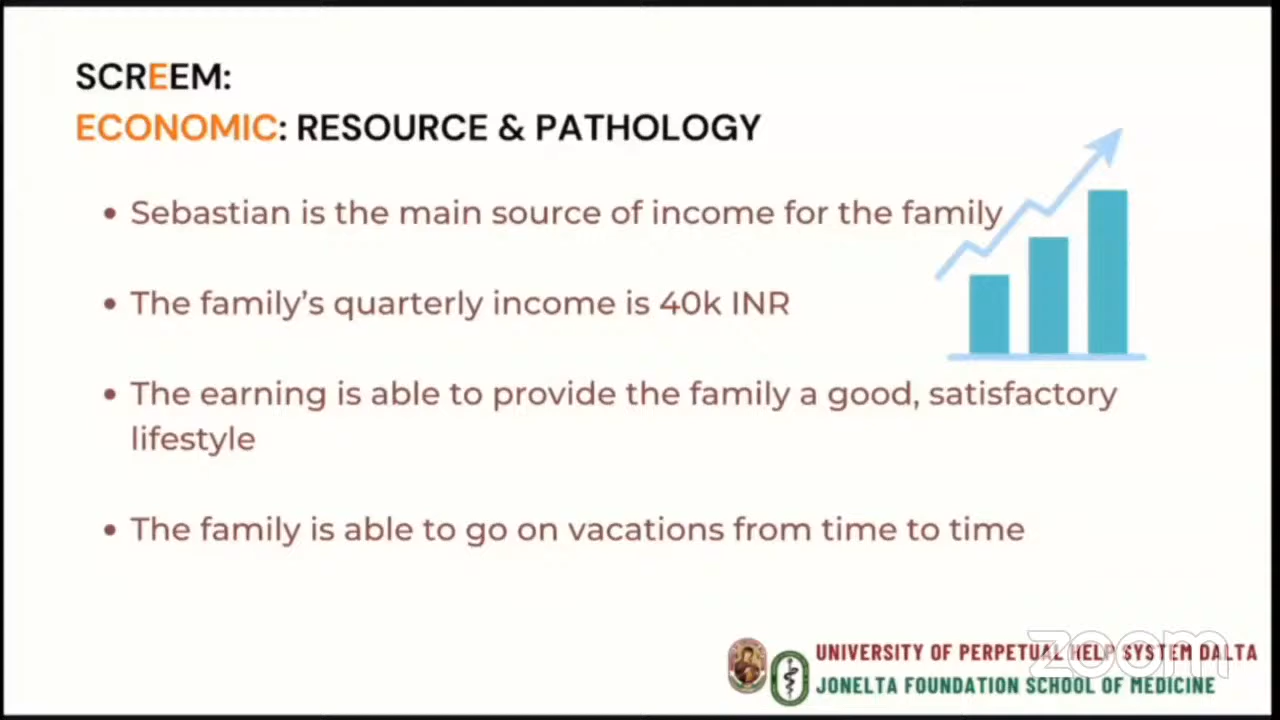 SCREEM:
ECONOMIC: RESOURCE & PATHOLOGY
• Sebastian is the main source of income for the family
• The family's quarterly income is 40k INR
• The earning is able to provide the family a good, satisfactory
lifestyle
• The family is able to go on vacations from time to time
UNIVERSITY OF PERPETUAL HELP SYSTEM DALTA
JONELTA FOUNDATION SCHOOL OF MEDICINE
zoom